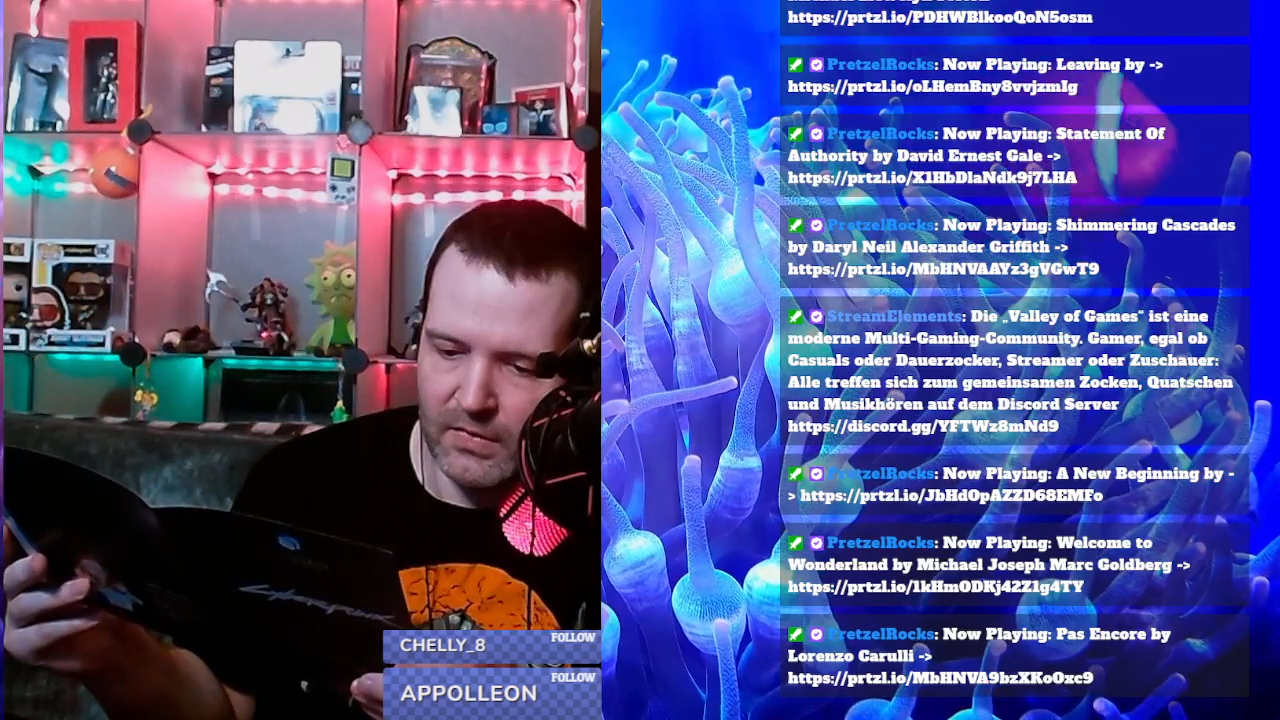 https://prtzl.io/PDHWBlkooQoN5osm
PretzelRocks: Now Playing: Leaving by ->
https://prtzl.io/oLHemBny8vvjzmIg
PretzelRocks: Now Playing: Statement Of
Authority by David Ernest Gale ->
https://prtzl.io/X1HbDlaNdk9j7LHA
PretzelRocks: Now Playing: Shimmering Cascades
by Daryl Neil Alexander Griffith ->
https://prtzl.io/MbHNVAAYz3gVGwT9
StreamElements: Die „Valley of Games“ ist eine
moderne Multi-Gaming-Community. Gamer, egal ob
Casuals oder Dauerzocker, Streamer oder Zuschauer:
Alle treffen sich zum gemeinsamen Zocken, Quatschen
und Musikhören auf dem Discord Server
https://discord.gg/YFTWz8mNd9
PretzelRocks: Now Playing: A New Beginning by -
> https://prtzl.io/JbHdOpAZZD68EMFo
PretzelRocks: Now Playing: Welcome to
Wonderland by Michael Joseph Marc Goldberg ->
https://prtzl.io/lkHmODKj42Z1g4TY
PretzelRocks: Now Playing: Pas Encore by
Lorenzo Carulli ->
https://prtzl.io/MbHNVA9bzXKoOxc9
Cyberpunk
CHELLY_8
FOLLOW
APPOLLEON
FOLLOW